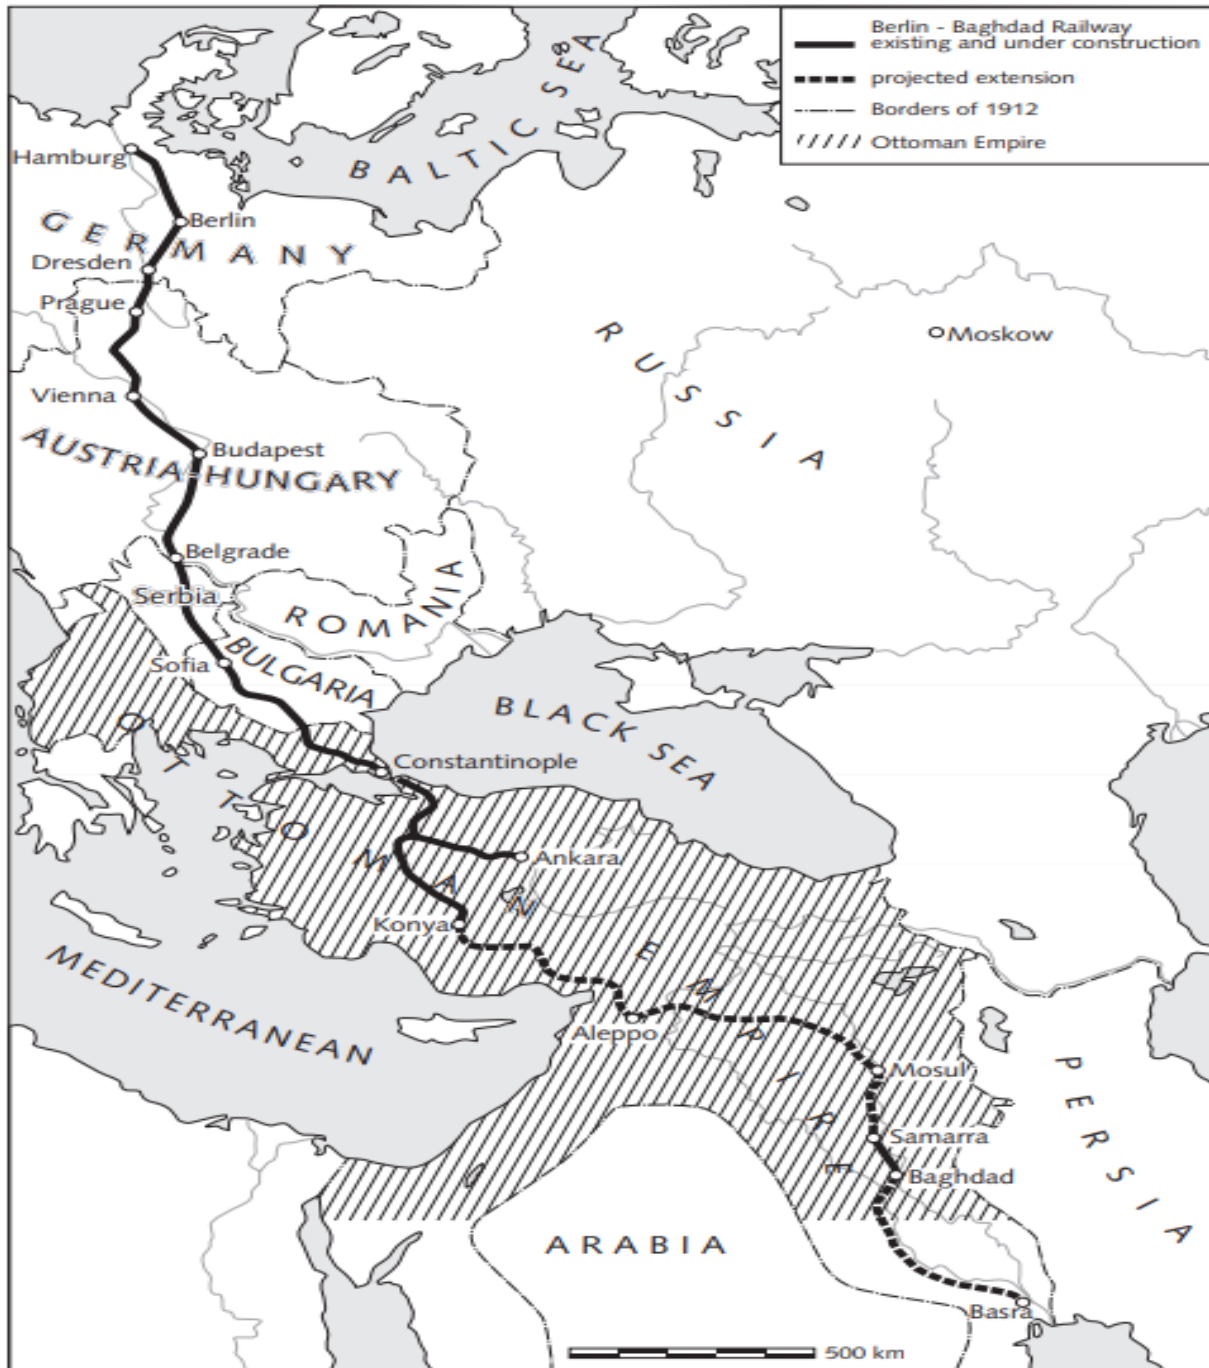 Berlin - Baghdad Railway
existing and under construction
projected extension
Borders of 1912
Ottoman Empire
BALTIC SEA
Hamburg
Berlin
GERMANY
Dresden
Prague
RUSSIA
Moskow
Vienna
Budapest
AUSTRIA-HUNGARY
Belgrade
Serbia
ROMANIA
Sofia
BULGARIA
BLACK SEA
Constantinople
OTTOMAN EMPIRE
Ankara
Konya
MEDITERRANEAN
Aleppo
Mosul
PERSIA
Samarra
Baghdad
ARABIA
Basra
500 km